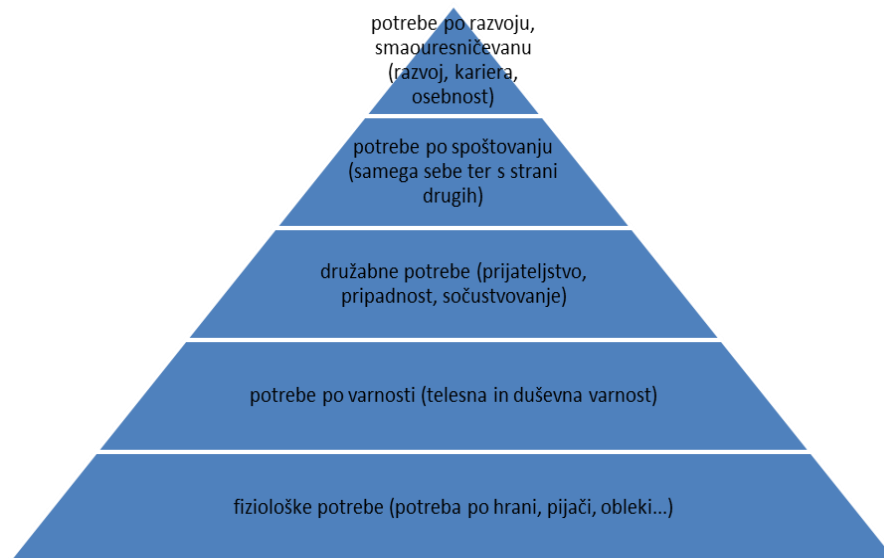 potrebe po razvoju,
smaouresničevanu
(razvoj, kariera,
osebnost)
potrebe po spoštovanju
(samega sebe ter s strani
drugih)
družabne potrebe (prijateljstvo,
pripadnost, sočustvovanje)
potrebe po varnosti (telesna in duševna varnost)
fiziološke potrebe (potreba po hrani, pijači, obleki...)